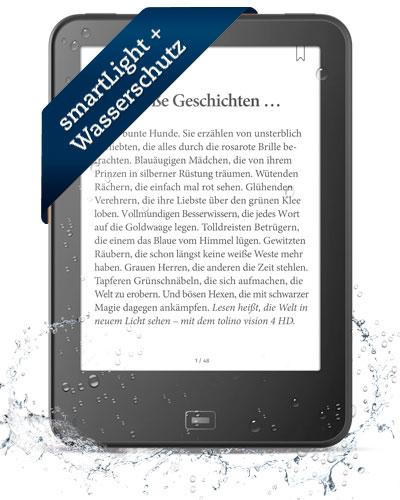 smartLight +
Wasserschutz
ße Geschichten …
bunte Hunde. Sie erzählen von unsterblich
iebten, die alles durch die rosarote Brille be-
rachten. Blauäugigen Mädchen, die von ihrem
Prinzen in silberner Rüstung träumen. Wütenden
Rächern, die einfach mal rot sehen. Glühenden
Verehrern, die ihre Liebste über den grünen Klee
loben. Vollmundigen Besserwissern, die jedes Wort
auf die Goldwaage legen. Tolldreisten Betrügern,
die einem das Blaue vom Himmel lügen. Gewitzten
Räubern, die schon längst keine weiße Weste mehr
haben. Grauen Herren, die anderen die Zeit stehlen.
Tapferen Grünschnäbeln, die sich aufmachen, die
Welt zu erobern. Und bösen Hexen, die mit schwarzer
Magie dagegen ankämpfen. Lesen heißt, die Welt in
neuem Licht sehen – mit dem tolino vision 4 HD.
1 / 48